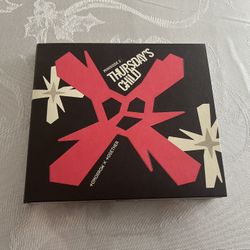 minisode 2:
THURSDAY'S
CHILD
TOMORROW X TOGETHER